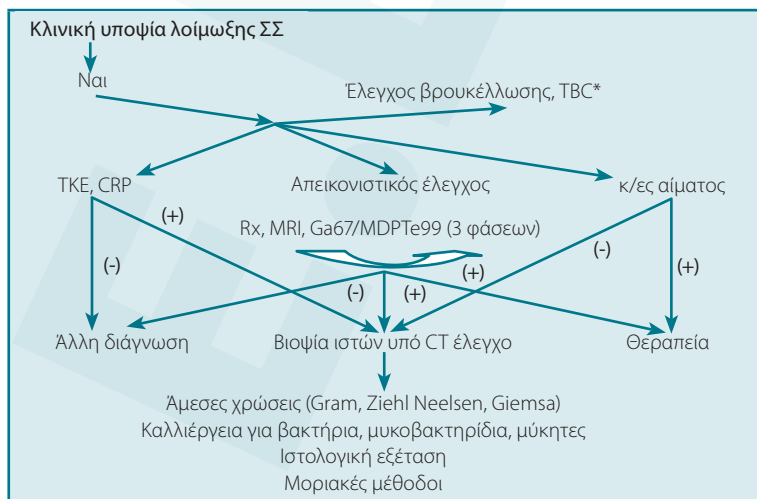 Κλινική υποψία λοίμωξης ΣΣ
Ναι
Έλεγχος βρουκέλλωσης, TBC*
ΤΚΕ, CRP
Απεικονιστικός έλεγχος
κ/ες αίματος
(+)
Rx, MRI, Ga67/MDPTe99 (3 φάσεων)
(-)
(-)
(+)
(+)
(-)
(+)
Άλλη διάγνωση
Βιοψία ιστών υπό CT έλεγχο
Θεραπεία
Άμεσες χρώσεις (Gram, Ziehl Neelsen, Giemsa)
Καλλιέργεια για βακτήρια, μυκοβακτηρίδια, μύκητες
Ιστολογική εξέταση
Μοριακές μέθοδοι